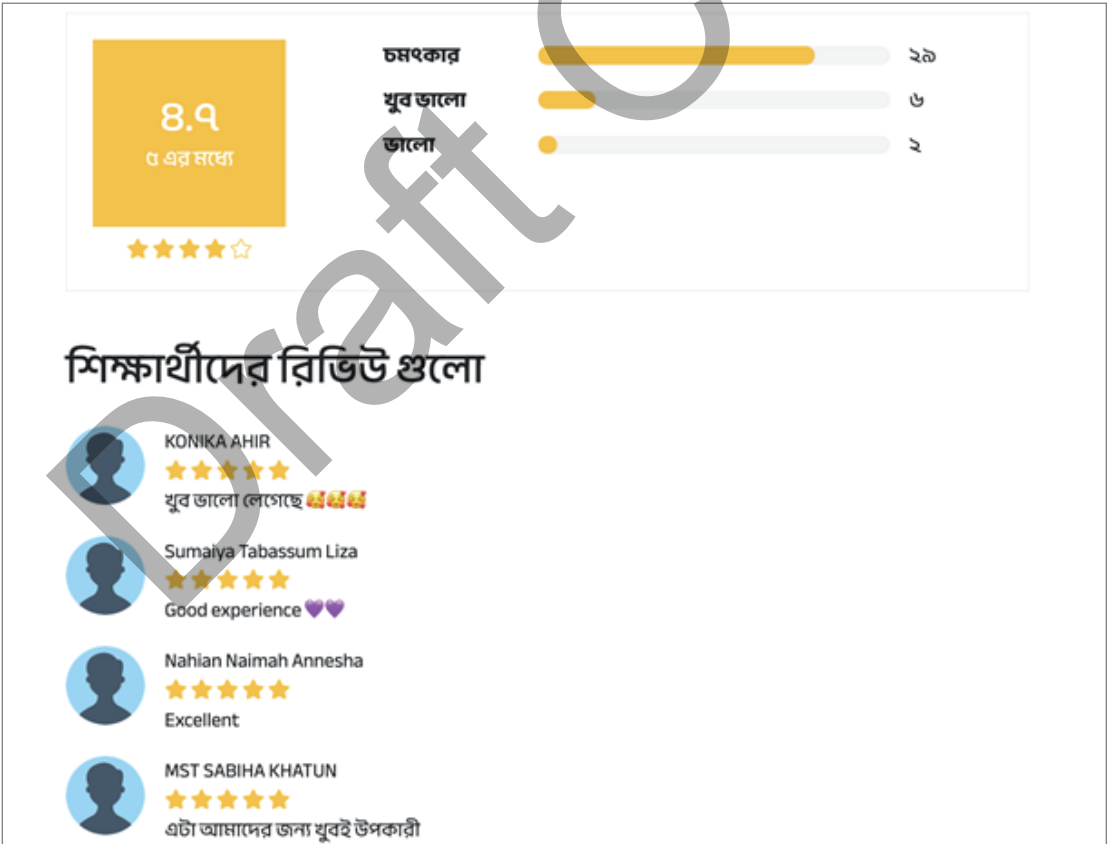 ৪.৭
৫ এর মধ্যে
চমৎকার ২৯
খুব ভালো ৬
ভালো ২
শিক্ষার্থীদের রিভিউ গুলো
KONIKA AHIR
খুব ভালো লেগেছে 🥰🥰🥰
Sumaiya Tabassum Liza
Good experience 💜💜
Nahian Naimah Annesha
Excellent
MST SABIHA KHATUN
এটা আমাদের জন্য খুবই উপকারী
Draft C